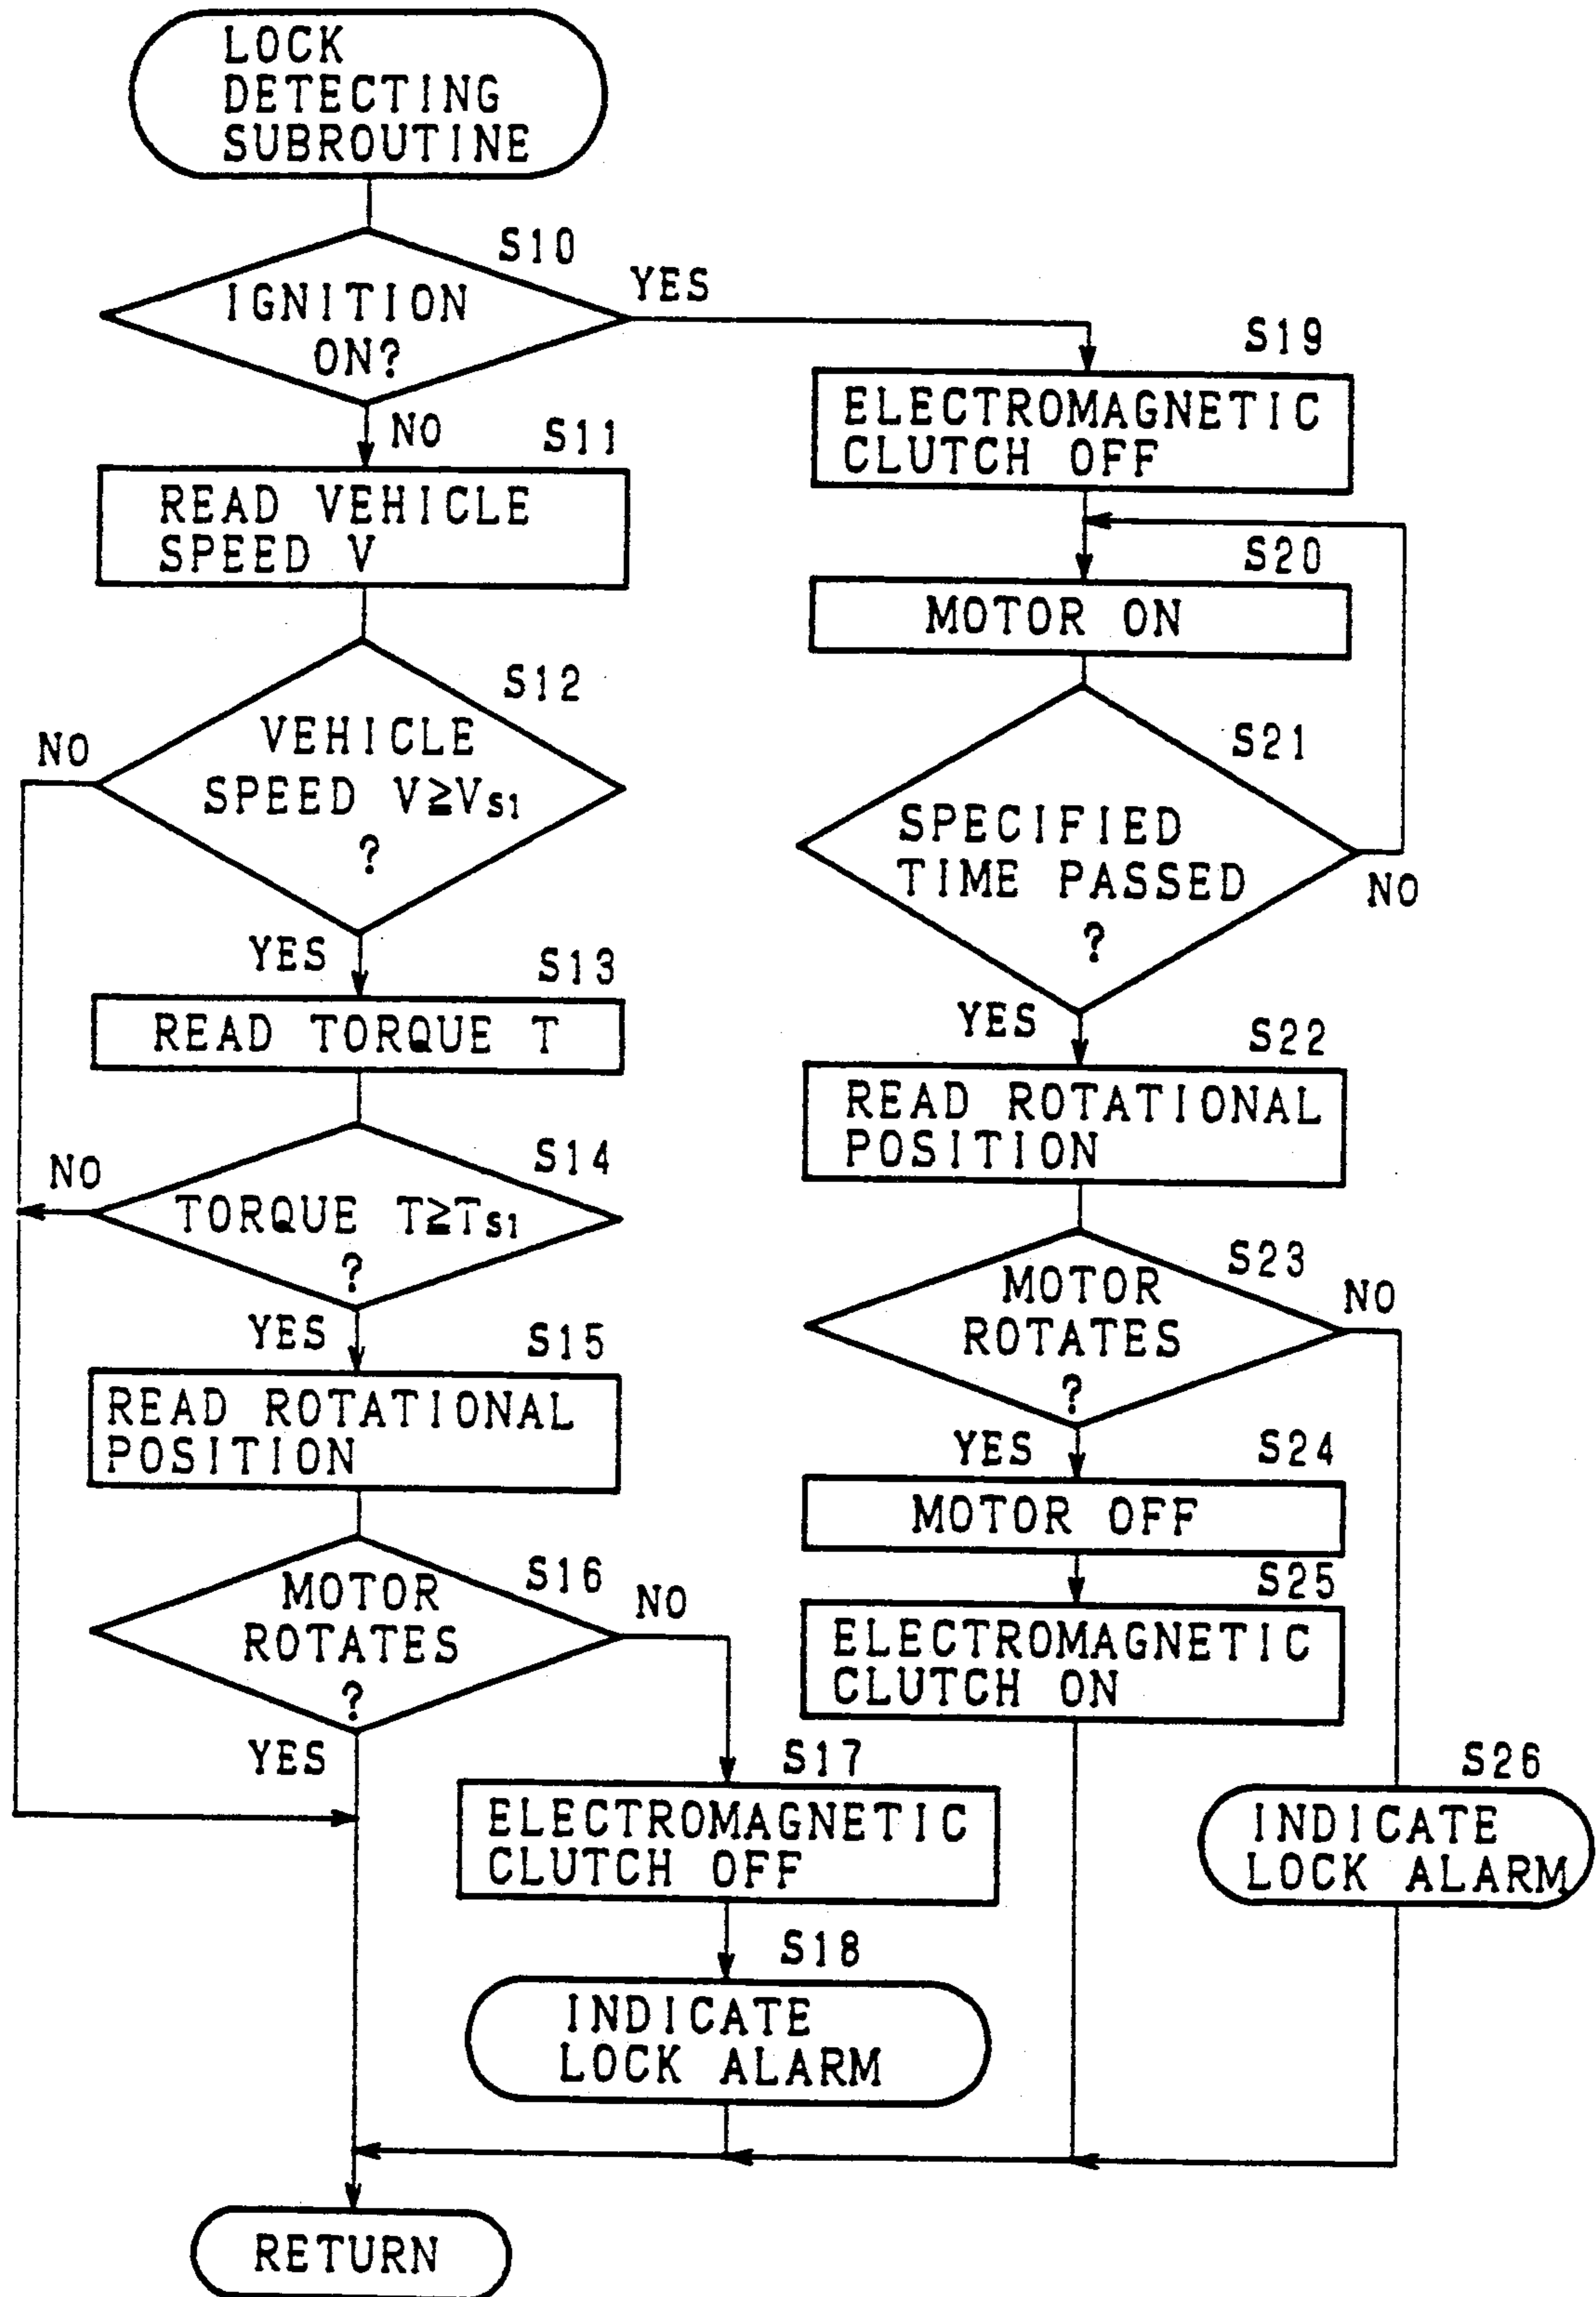 LOCK
DETECTING
SUBROUTINE
S10
IGNITION
ON?
YES
NO
S11
READ VEHICLE
SPEED V
S12
VEHICLE
SPEED V≧Vs1
?
NO
YES
S13
READ TORQUE T
S14
TORQUE T≧Ts1
?
NO
YES
S15
READ ROTATIONAL
POSITION
S16
MOTOR
ROTATES
?
NO
YES
S17
ELECTROMAGNETIC
CLUTCH OFF
S18
INDICATE
LOCK ALARM
S19
ELECTROMAGNETIC
CLUTCH OFF
S20
MOTOR ON
S21
SPECIFIED
TIME PASSED
?
NO
YES
S22
READ ROTATIONAL
POSITION
S23
MOTOR
ROTATES
?
NO
YES
S24
MOTOR OFF
S25
ELECTROMAGNETIC
CLUTCH ON
S26
INDICATE
LOCK ALARM
RETURN